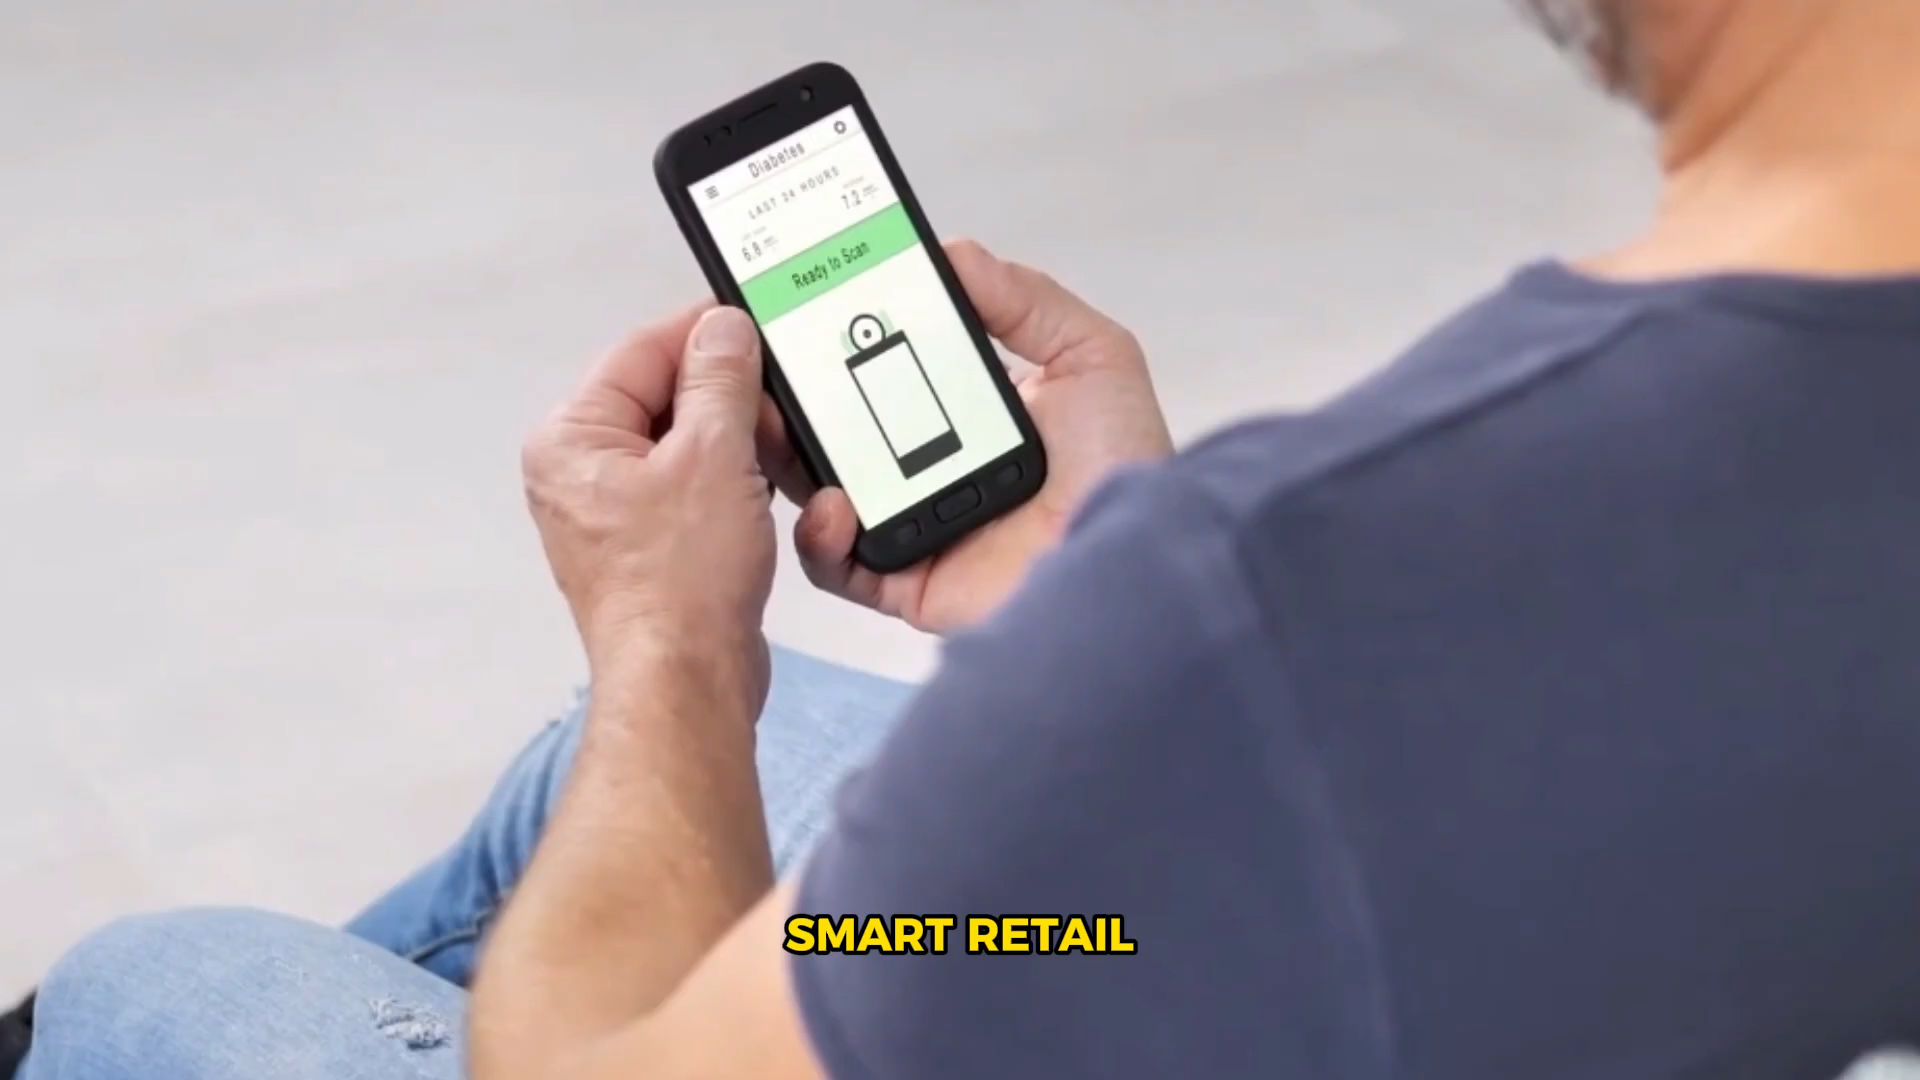 Diabetes
LAST 24 HOURS
7.2
6.8
Ready to Scan
SMART RETAIL